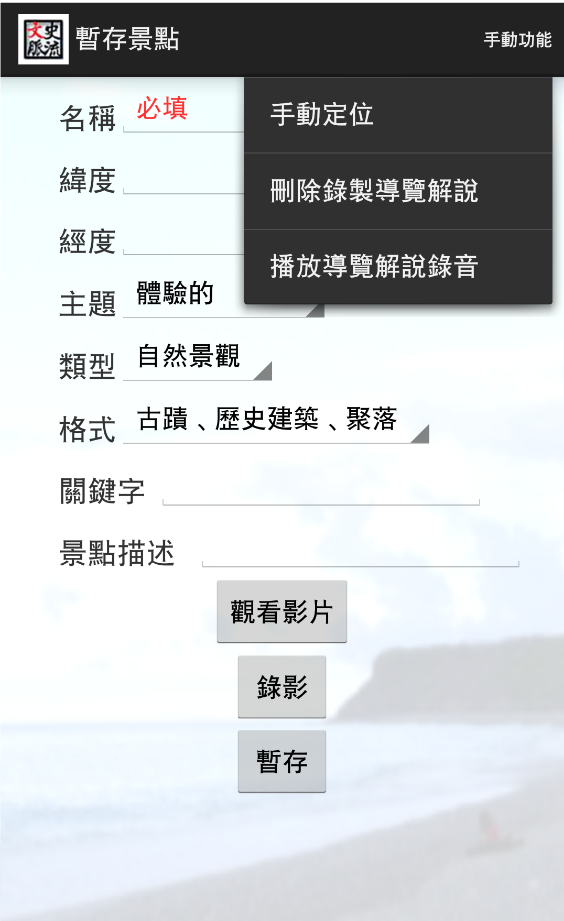 文史
脈流
暫存景點
手動功能
手動定位
刪除錄製導覽解說
播放導覽解說錄音
名稱 必填
緯度
經度
主題 體驗的
類型 自然景觀
格式 古蹟、歷史建築、聚落
關鍵字
景點描述
觀看影片
錄影
暫存